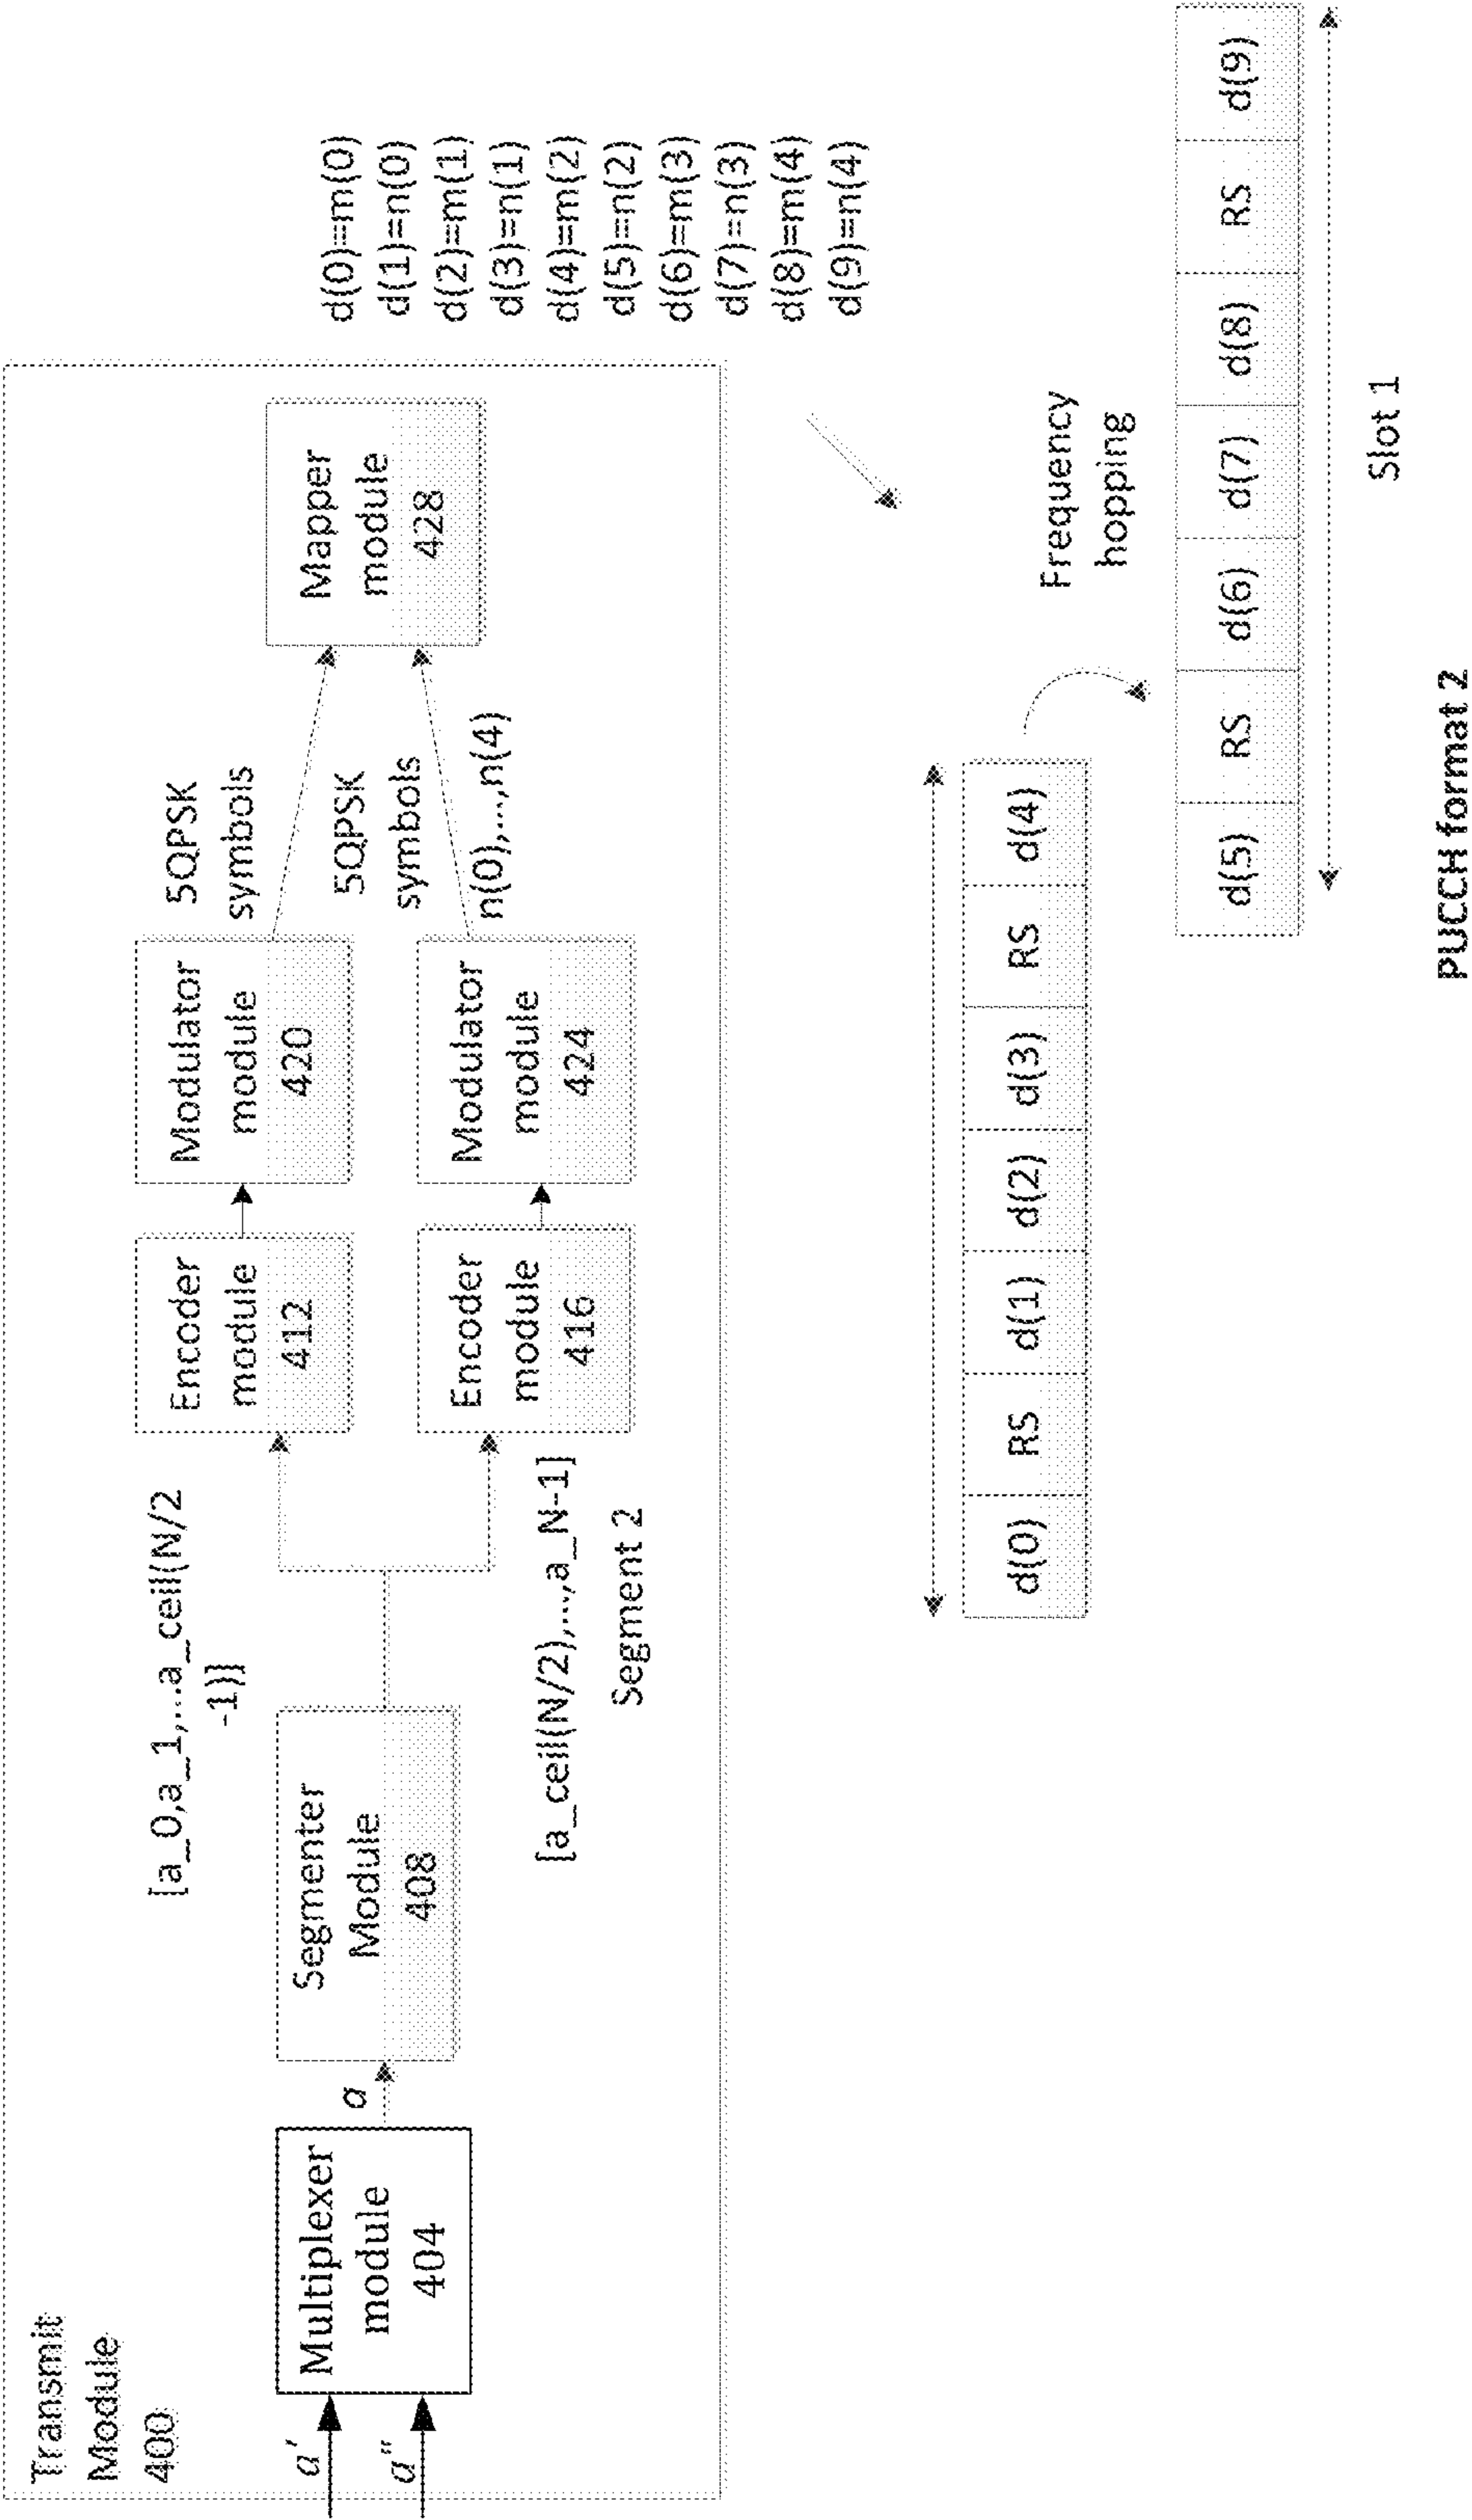 Transmit
Module
400
a'
a"
Multiplexer
module
404
a
Segmenter
Module
408
[a_0,a_1,...a_ceil(N/2
-1)]
[a_ceil(N/2),...,a_N-1]
Segment 2
Encoder
module
412
Encoder
module
416
Modulator
module
420
Modulator
module
424
5QPSK
symbols
5QPSK
symbols
n(0),...,n(4)
Mapper
module
428
d(0)=m(0)
d(1)=n(0)
d(2)=m(1)
d(3)=n(1)
d(4)=m(2)
d(5)=n(2)
d(6)=m(3)
d(7)=n(3)
d(8)=m(4)
d(9)=n(4)
d(0) RS d(1) d(2) d(3) RS d(4)
Frequency
hopping
d(5) RS d(6) d(7) d(8) RS d(9)
Slot 1
PUCCH format 2